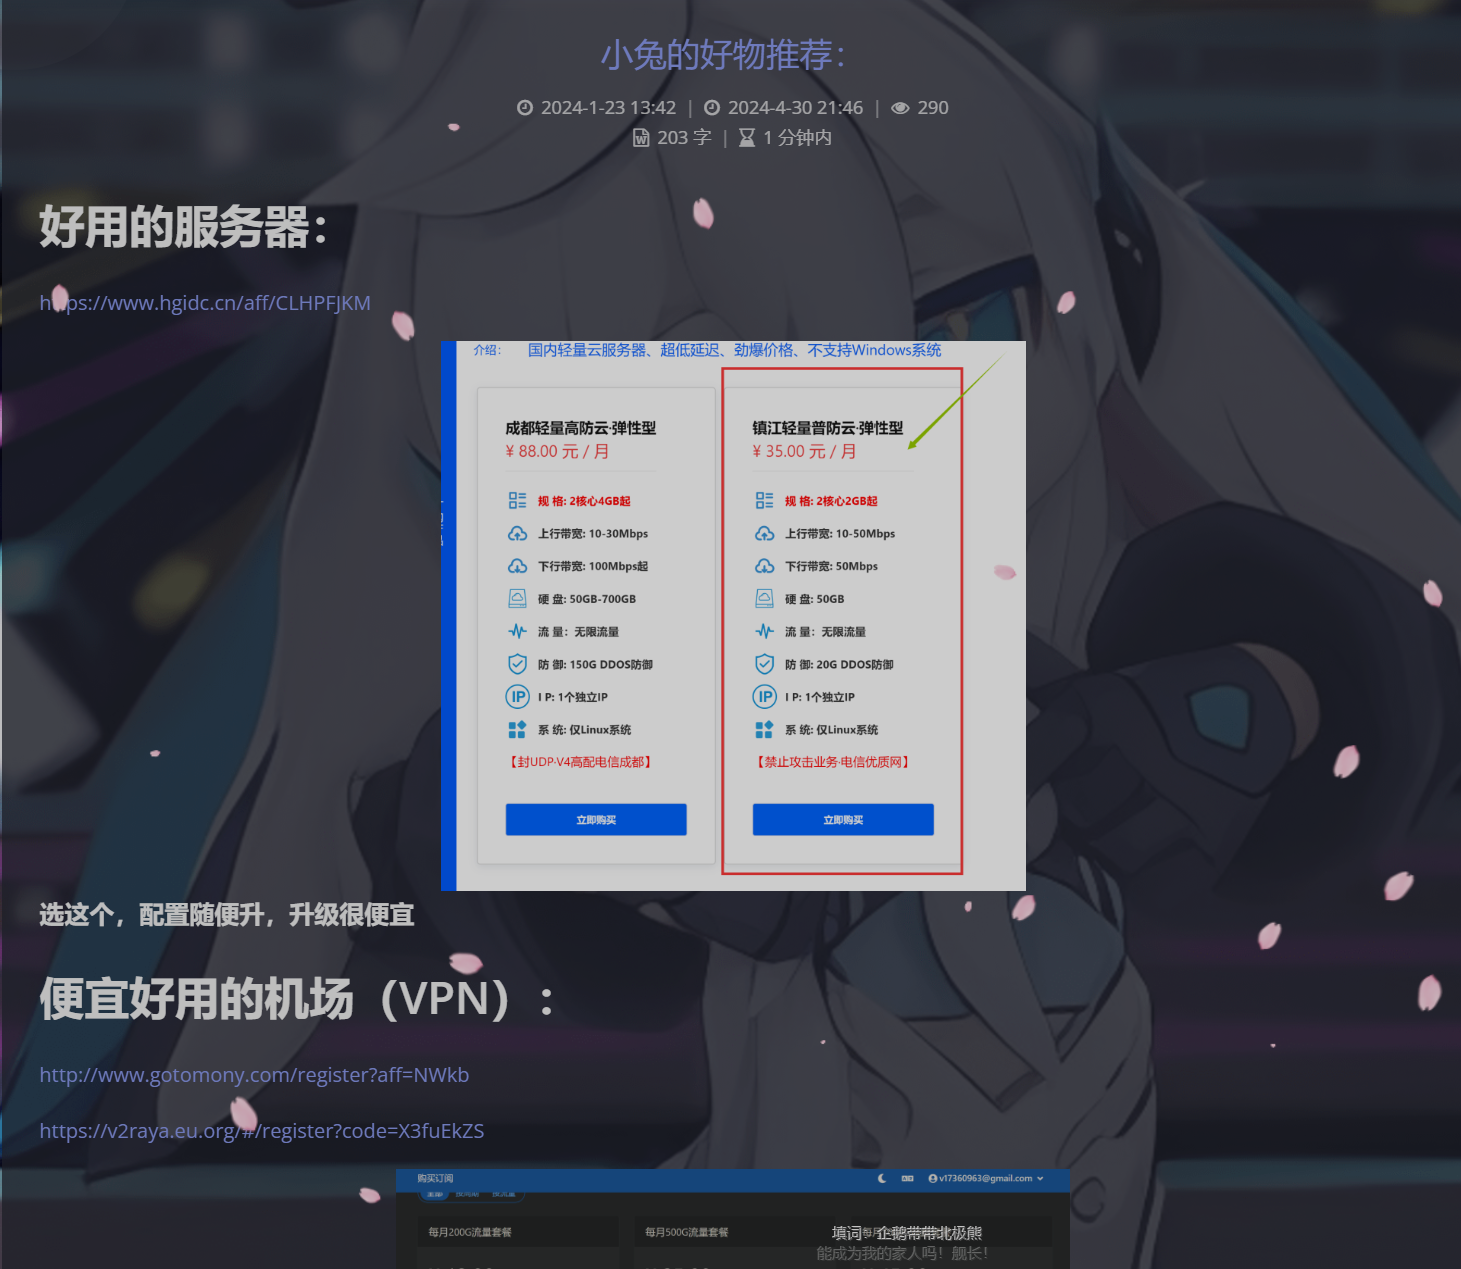 小兔的好物推荐：
2024-1-23 13:42 | 2024-4-30 21:46 | 290
203 字 | 1 分钟内
好用的服务器：
https://www.hgidc.cn/aff/CLHPFJKM
介绍： 国内轻量云服务器、超低延迟、劲爆价格、不支持Windows系统
成都轻量高防云·弹性型
¥ 88.00 元 / 月
规 格: 2核心4GB起
上行带宽: 10-30Mbps
下行带宽: 100Mbps起
硬 盘: 50GB-700GB
流 量： 无限流量
防 御: 150G DDOS防御
IP I P: 1个独立IP
系 统: 仅Linux系统
【封UDP·V4高配电信成都】
立即购买
镇江轻量普防云·弹性型
¥ 35.00 元 / 月
规 格: 2核心2GB起
上行带宽: 10-50Mbps
下行带宽: 50Mbps
硬 盘: 50GB
流 量： 无限流量
防 御: 20G DDOS防御
IP I P: 1个独立IP
系 统: 仅Linux系统
【禁止攻击业务·电信优质网】
立即购买
选这个，配置随便升，升级很便宜
便宜好用的机场（VPN）：
http://www.gotomony.com/register?aff=NWkb
https://v2raya.eu.org/#/register?code=X3fuEkZS
购买订阅
v17360963@gmail.com
全部 按周期 按流量
每月200G流量套餐
每月500G流量套餐
填词 企鹅带带北极熊
能成为我的家人吗！舰长！